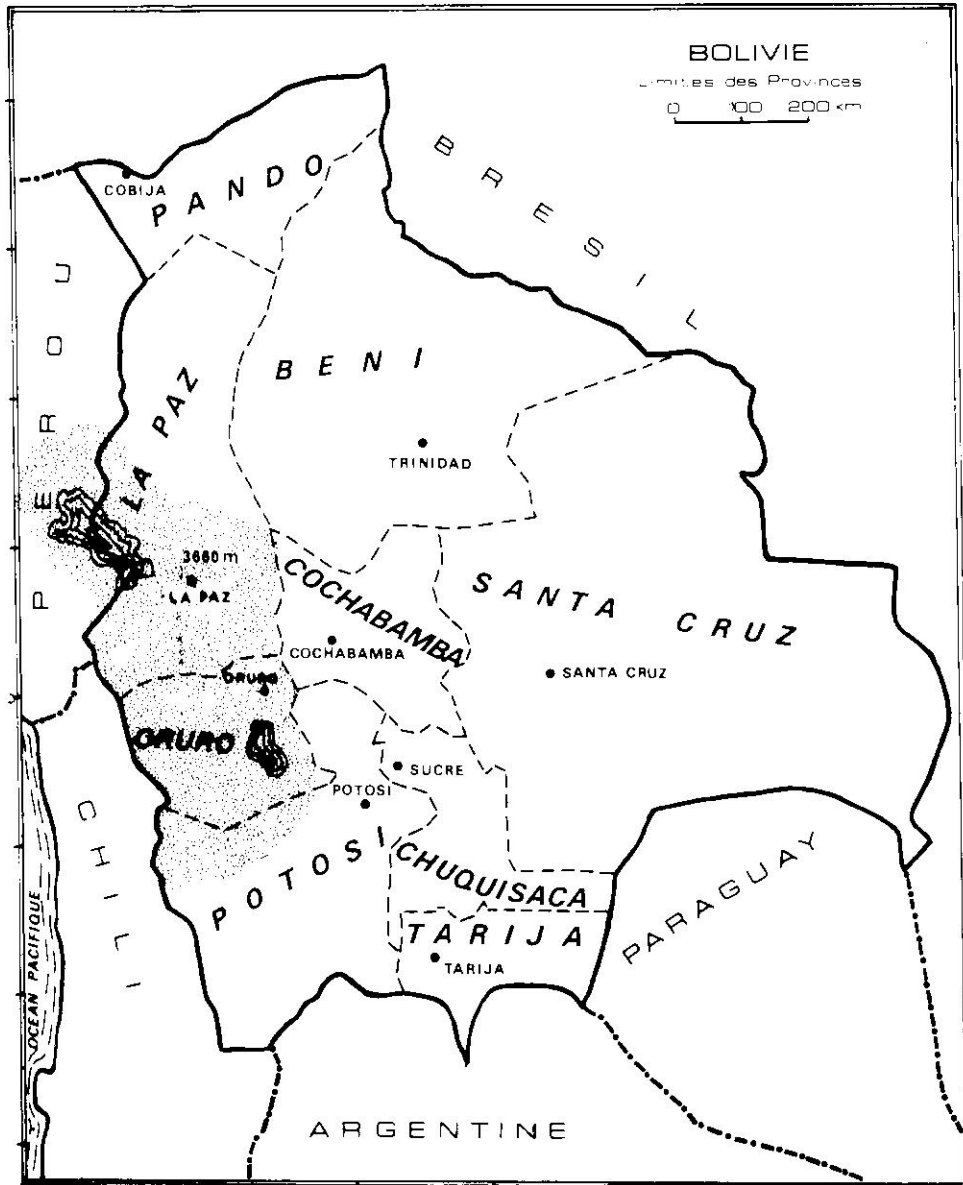 BOLIVIE
Limites des Provinces
0 100 200 km
BRESIL
COBIJA
PANDO
PEROU
BENI
LA PAZ
TRINIDAD
3660 m
LA PAZ
COCHABAMBA
SANTA CRUZ
COCHABAMBA
SANTA CRUZ
ORURO
ORURO
SUCRE
POTOSI
POTOSI
CHUQUISACA
CHILI
PARAGUAY
TARIJA
TARIJA
OCEAN PACIFIQUE
ARGENTINE